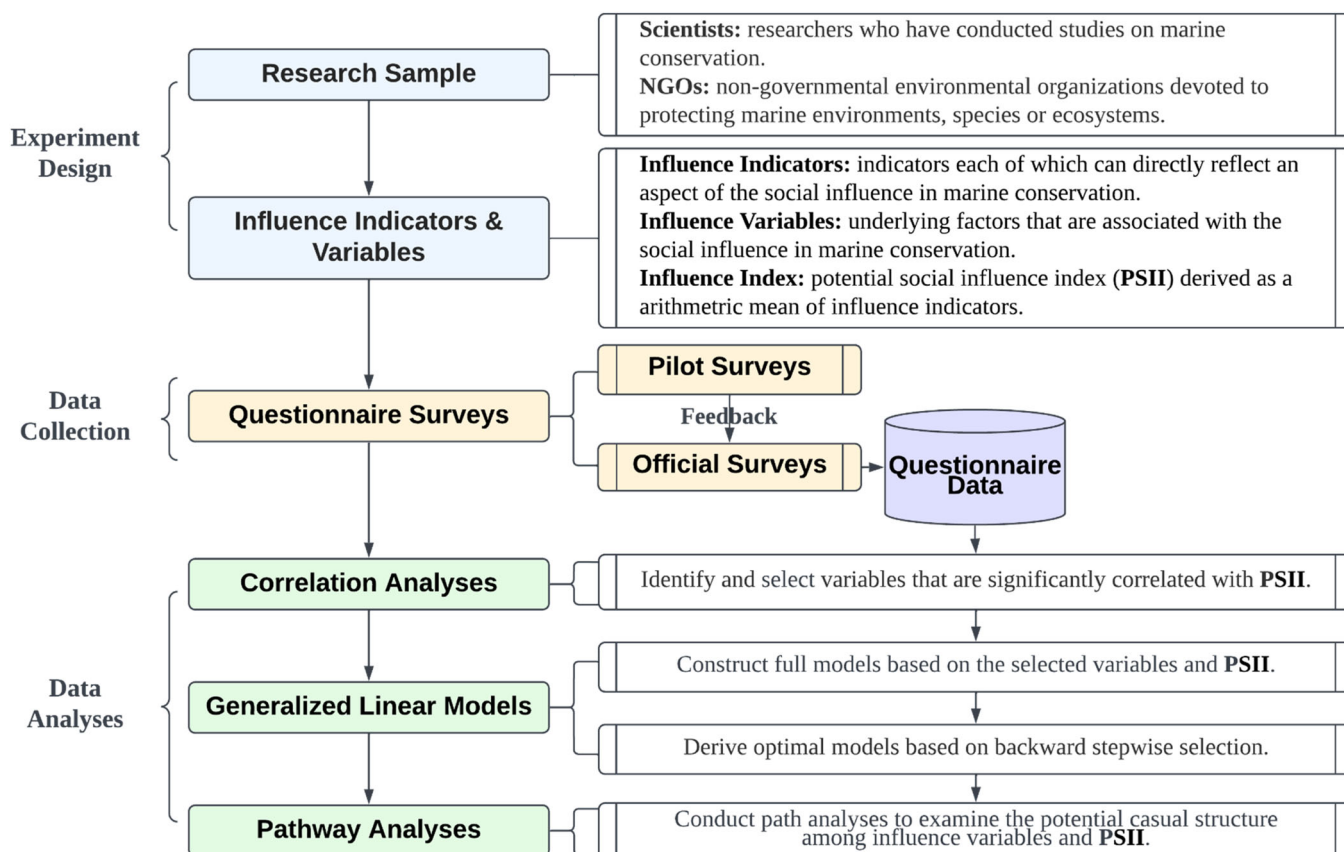 Experiment
Design
Research Sample
Scientists: researchers who have conducted studies on marine
conservation.
NGOs: non-governmental environmental organizations devoted to
protecting marine environments, species or ecosystems.
Influence Indicators &
Variables
Influence Indicators: indicators each of which can directly reflect an
aspect of the social influence in marine conservation.
Influence Variables: underlying factors that are associated with the
social influence in marine conservation.
Influence Index: potential social influence index (PSII) derived as a
arithmetric mean of influence indicators.
Data
Collection
Questionnaire Surveys
Pilot Surveys
Feedback
Official Surveys
Questionnaire
Data
Data
Analyses
Correlation Analyses
Identify and select variables that are significantly correlated with PSII.
Generalized Linear Models
Construct full models based on the selected variables and PSII.
Derive optimal models based on backward stepwise selection.
Pathway Analyses
Conduct path analyses to examine the potential casual structure
among influence variables and PSII.